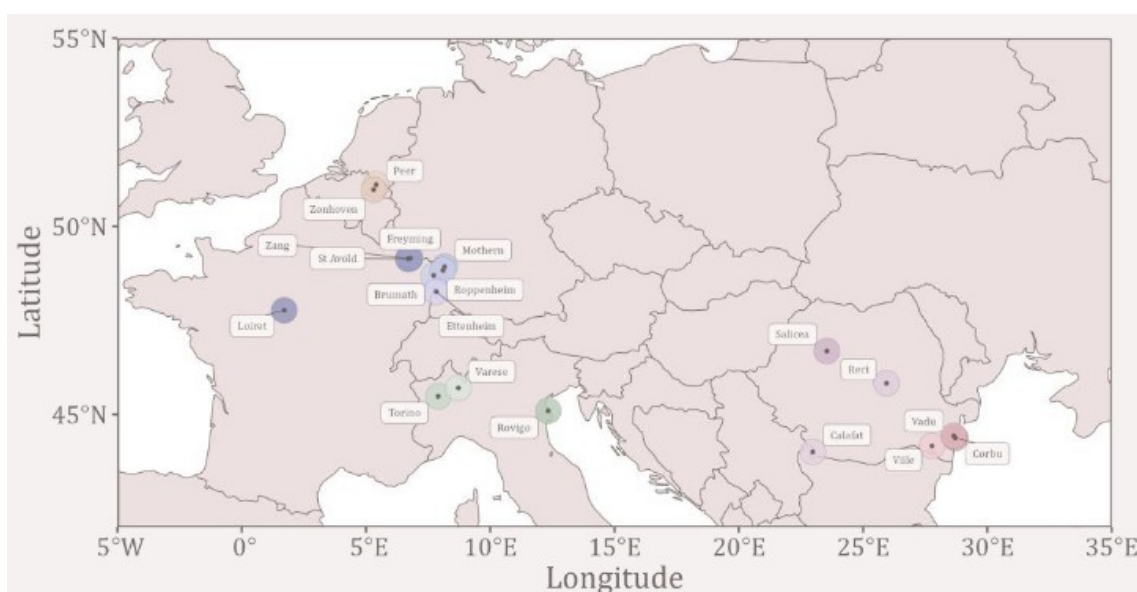 55°N
50°N
45°N
Latitude
Peer
Zonhoven
Zang
Freyming
St Avold
Mothern
Brumath
Roppenheim
Ettenheim
Loiret
Varese
Torino
Rovigo
Salicea
Reci
Calafat
Vadu
Ville
Corbu
5°W
0°
5°E
10°E
15°E
20°E
25°E
30°E
35°E
Longitude